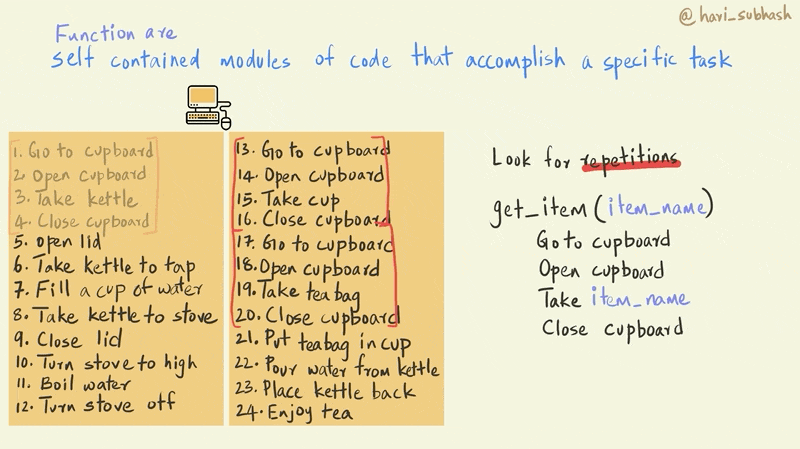 @hari_subhash
Function are
self contained modules of code that accomplish a specific task
1. Go to cupboard
2. Open cupboard
3. Take kettle
4. Close cupboard
5. open lid
6. Take kettle to tap
7. Fill a cup of water
8. Take kettle to stove
9. Close lid
10. Turn stove to high
11. Boil water
12. Turn stove off
13. Go to cupboard
14. Open cupboard
15. Take cup
16. Close cupboard
17. Go to cupboard
18. Open cupboard
19. Take teabag
20. Close cupboard
21. Put teabag in cup
22. Pour water from kettle
23. Place kettle back
24. Enjoy tea
Look for repetitions
get_item (item_name)
Go to cupboard
Open cupboard
Take item_name
Close cupboard